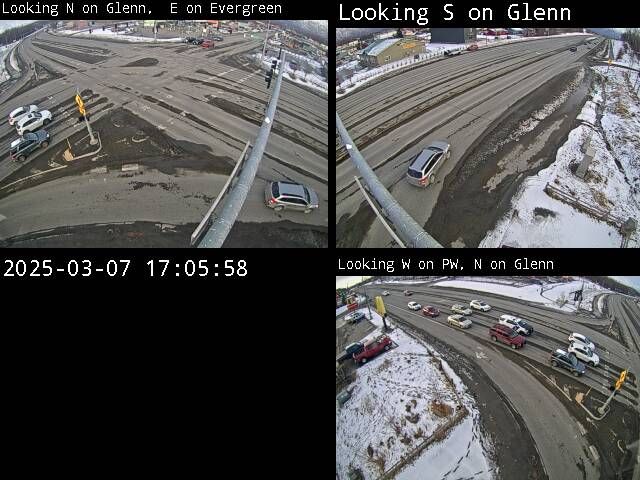 Looking N on Glenn,  E on Evergreen
Looking S on Glenn
2025-03-07 17:05:58
Looking W on PW, N on Glenn